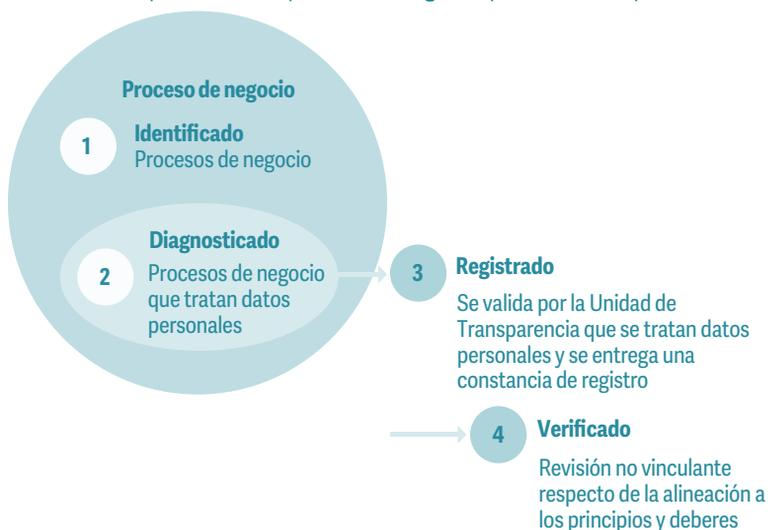 Proceso de negocio
1
Identificado
Procesos de negocio
Diagnosticado
2
Procesos de negocio
que tratan datos
personales
3
Registrado
Se valida por la Unidad de
Transparencia que se tratan datos
personales y se entrega una
constancia de registro
4
Verificado
Revisión no vinculante
respecto de la alineación a
los principios y deberes